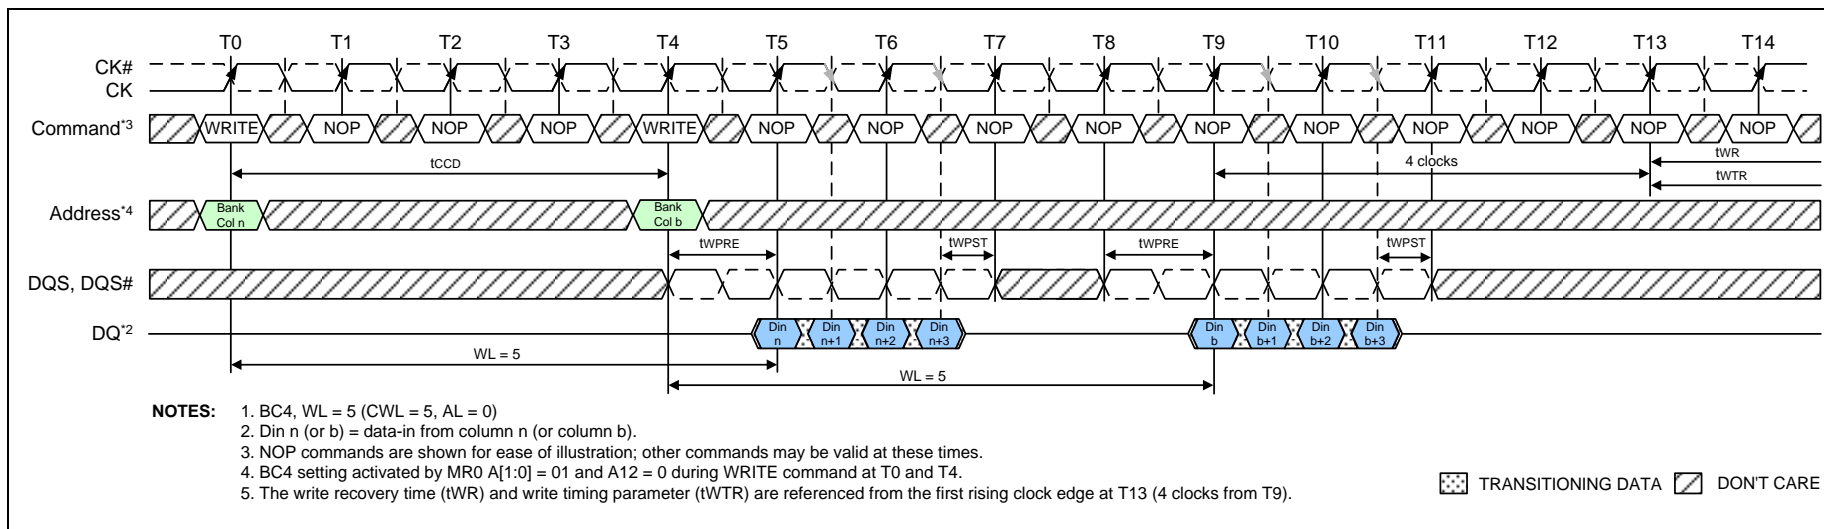 T0 T1 T2 T3 T4 T5 T6 T7 T8 T9 T10 T11 T12 T13 T14
CK#
CK
Command*3 WRITE NOP NOP NOP WRITE NOP NOP NOP NOP NOP NOP NOP NOP NOP NOP
tCCD 4 clocks tWR
tWTR
Address*4 Bank Col n Bank Col b
tWPRE tWPST tWPRE tWPST
DQS, DQS#
DQ*2 Din n Din n+1 Din n+2 Din n+3 Din b Din b+1 Din b+2 Din b+3
WL = 5
WL = 5
NOTES: 1. BC4, WL = 5 (CWL = 5, AL = 0)
2. Din n (or b) = data-in from column n (or column b).
3. NOP commands are shown for ease of illustration; other commands may be valid at these times.
4. BC4 setting activated by MR0 A[1:0] = 01 and A12 = 0 during WRITE command at T0 and T4.
5. The write recovery time (tWR) and write timing parameter (tWTR) are referenced from the first rising clock edge at T13 (4 clocks from T9).
TRANSITIONING DATA DON'T CARE